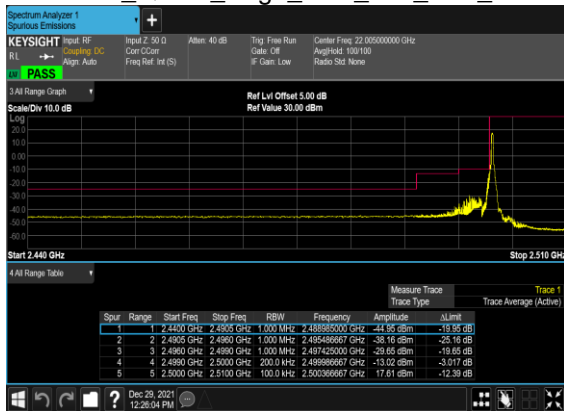 Spectrum Analyzer 1
Spurious Emissions
KEYSIGHT Input: RF Input Z: 50 Ω Atten: 40 dB Trig: Free Run Center Freq: 22.005000000 GHz
RL Coupling: DC Corr CCorr Gate: Off Avg|Hold: 100/100
Align: Auto Freq Ref: Int (S) IF Gain: Low Radio Std: None
PASS
3 All Range Graph
Ref Lvl Offset 5.00 dB
Scale/Div 10.0 dB Ref Value 30.00 dBm
Log
20.0
10.0
0.00
-10.0
-20.0
-30.0
-40.0
-50.0
-60.0
Start 2.440 GHz Stop 2.510 GHz
4 All Range Table
Measure Trace Trace 1
Trace Type Trace Average (Active)
Spur Range Start Freq Stop Freq RBW Frequency Amplitude ΔLimit
1 1 2.4400 GHz 2.4905 GHz 1.000 MHz 2.488985000 GHz -44.95 dBm -19.95 dB
2 2 2.4905 GHz 2.4960 GHz 1.000 MHz 2.495486667 GHz -38.16 dBm -25.16 dB
3 3 2.4960 GHz 2.4990 GHz 1.000 MHz 2.497425000 GHz -29.65 dBm -19.65 dB
4 4 2.4990 GHz 2.5000 GHz 200.0 kHz 2.499986667 GHz -13.02 dBm -3.017 dB
5 5 2.5000 GHz 2.5100 GHz 100.0 kHz 2.500366667 GHz 17.61 dBm -12.39 dB
? Dec 29, 2021
12:26:04 PM